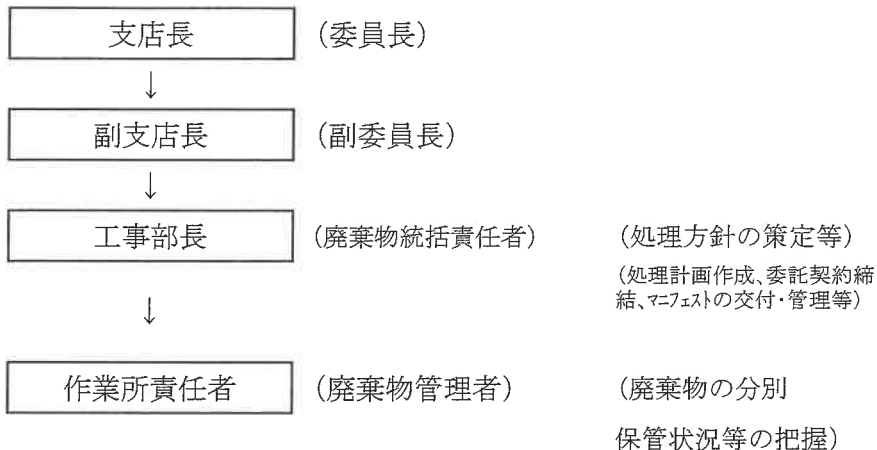 支店長 (委員長)
↓
副支店長 (副委員長)
↓
工事部長 (廃棄物統括責任者) (処理方針の策定等)
(処理計画作成、委託契約締
結、マニフェストの交付・管理等)
↓
作業所責任者 (廃棄物管理者) (廃棄物の分別
保管状況等の把握)